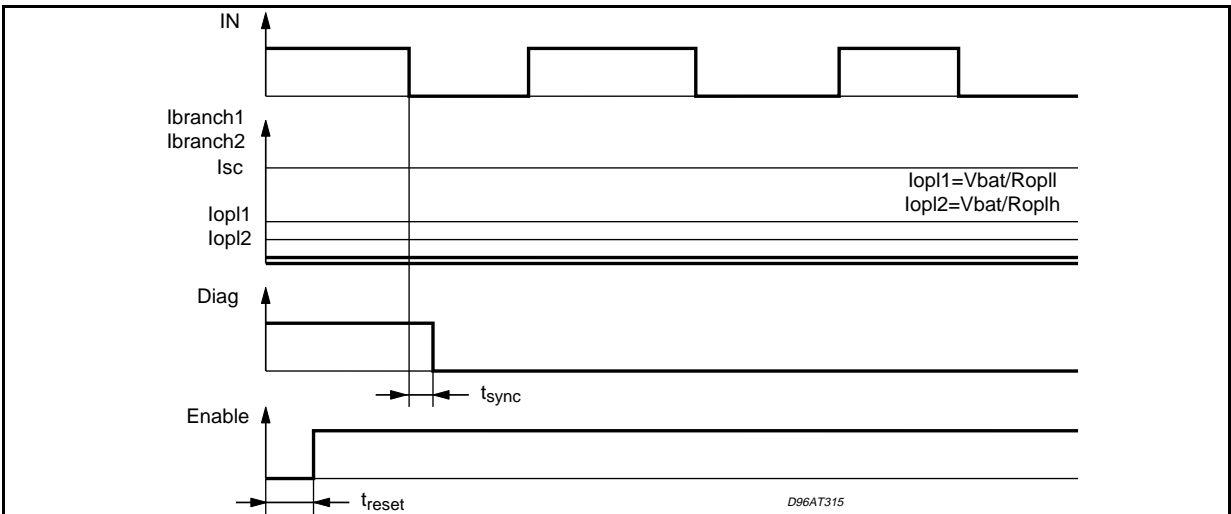 IN
Ibranch1
Ibranch2
Isc
Iopl1=Vbat/Ropll
Iopl2=Vbat/Roplh
Iopl1
Iopl2
Diag
tsync
Enable
treset
D96AT315